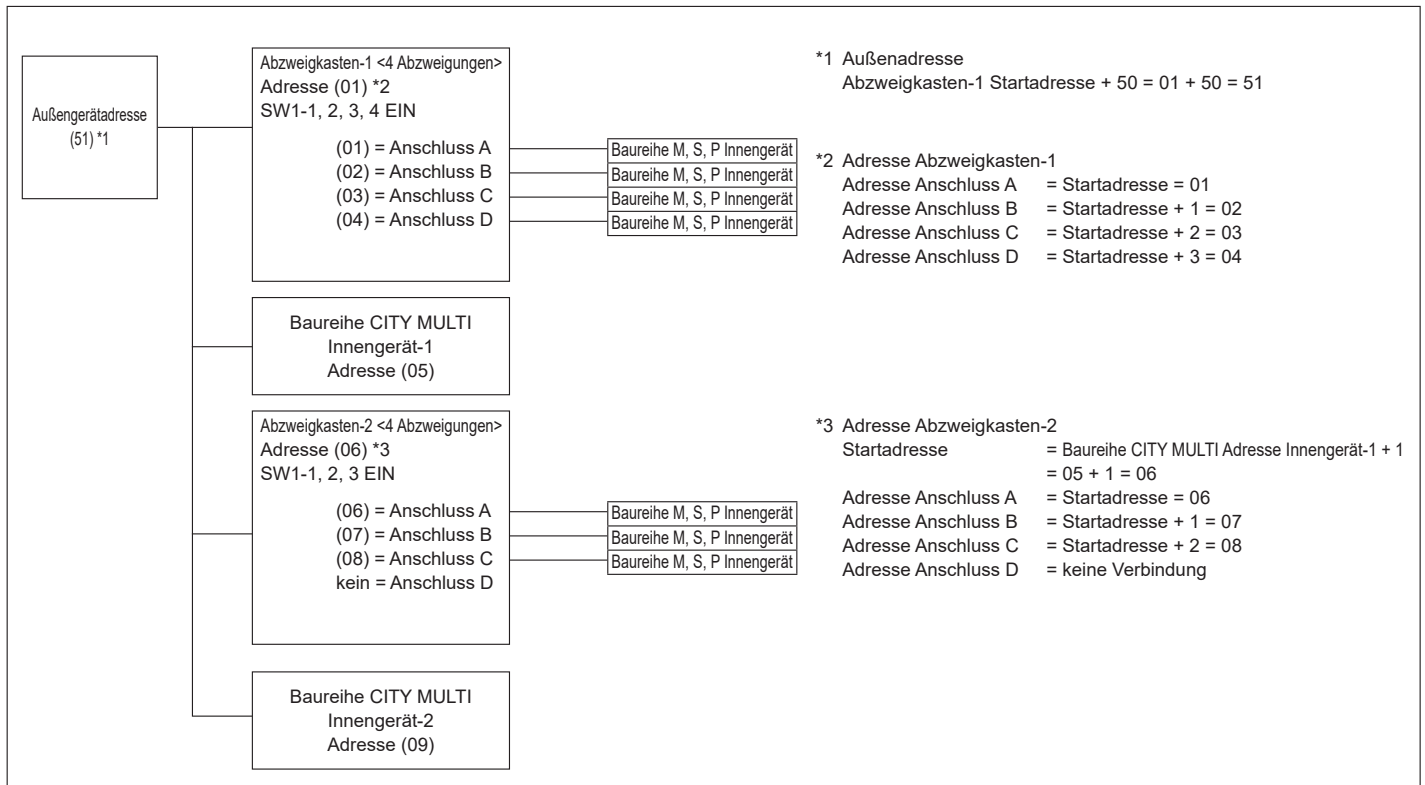 Außengerätadresse
(51) *1
Abzweigkasten-1 <4 Abzweigungen>
Adresse (01) *2
SW1-1, 2, 3, 4 EIN
(01) = Anschluss A
(02) = Anschluss B
(03) = Anschluss C
(04) = Anschluss D
Baureihe M, S, P Innengerät
Baureihe M, S, P Innengerät
Baureihe M, S, P Innengerät
Baureihe M, S, P Innengerät
Baureihe CITY MULTI
Innengerät-1
Adresse (05)
Abzweigkasten-2 <4 Abzweigungen>
Adresse (06) *3
SW1-1, 2, 3 EIN
(06) = Anschluss A
(07) = Anschluss B
(08) = Anschluss C
kein = Anschluss D
Baureihe M, S, P Innengerät
Baureihe M, S, P Innengerät
Baureihe M, S, P Innengerät
Baureihe CITY MULTI
Innengerät-2
Adresse (09)
*1 Außenadresse
Abzweigkasten-1 Startadresse + 50 = 01 + 50 = 51
*2 Adresse Abzweigkasten-1
Adresse Anschluss A = Startadresse = 01
Adresse Anschluss B = Startadresse + 1 = 02
Adresse Anschluss C = Startadresse + 2 = 03
Adresse Anschluss D = Startadresse + 3 = 04
*3 Adresse Abzweigkasten-2
Startadresse = Baureihe CITY MULTI Adresse Innengerät-1 + 1
= 05 + 1 = 06
Adresse Anschluss A = Startadresse = 06
Adresse Anschluss B = Startadresse + 1 = 07
Adresse Anschluss C = Startadresse + 2 = 08
Adresse Anschluss D = keine Verbindung